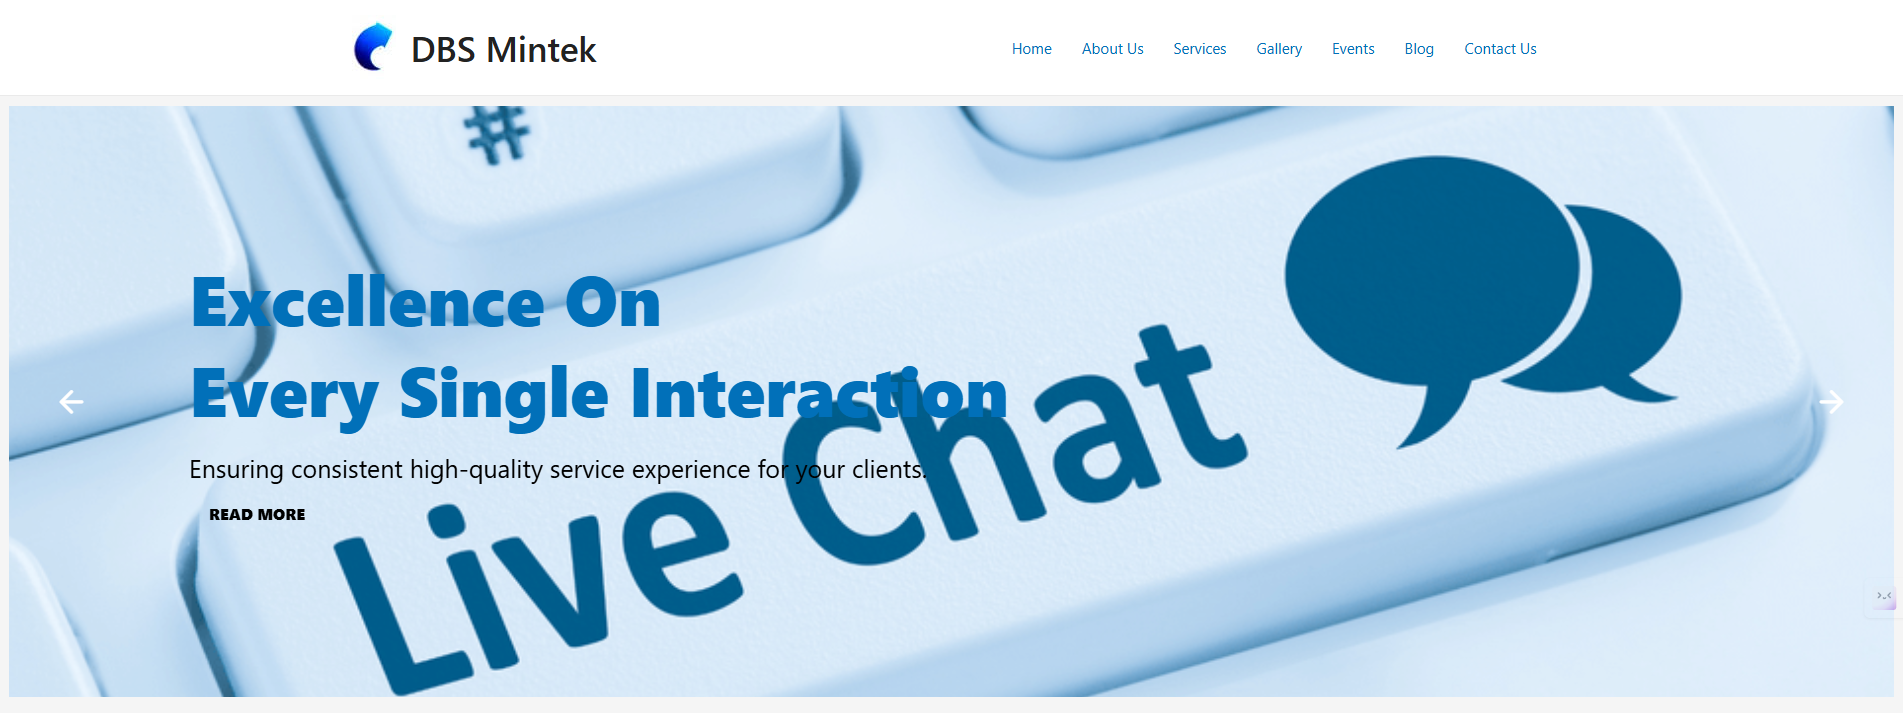 DBS Mintek
Home About Us Services Gallery Events Blog Contact Us
#
Excellence On
Every Single Interaction
Ensuring consistent high-quality service experience for your clients.
READ MORE
Live Chat